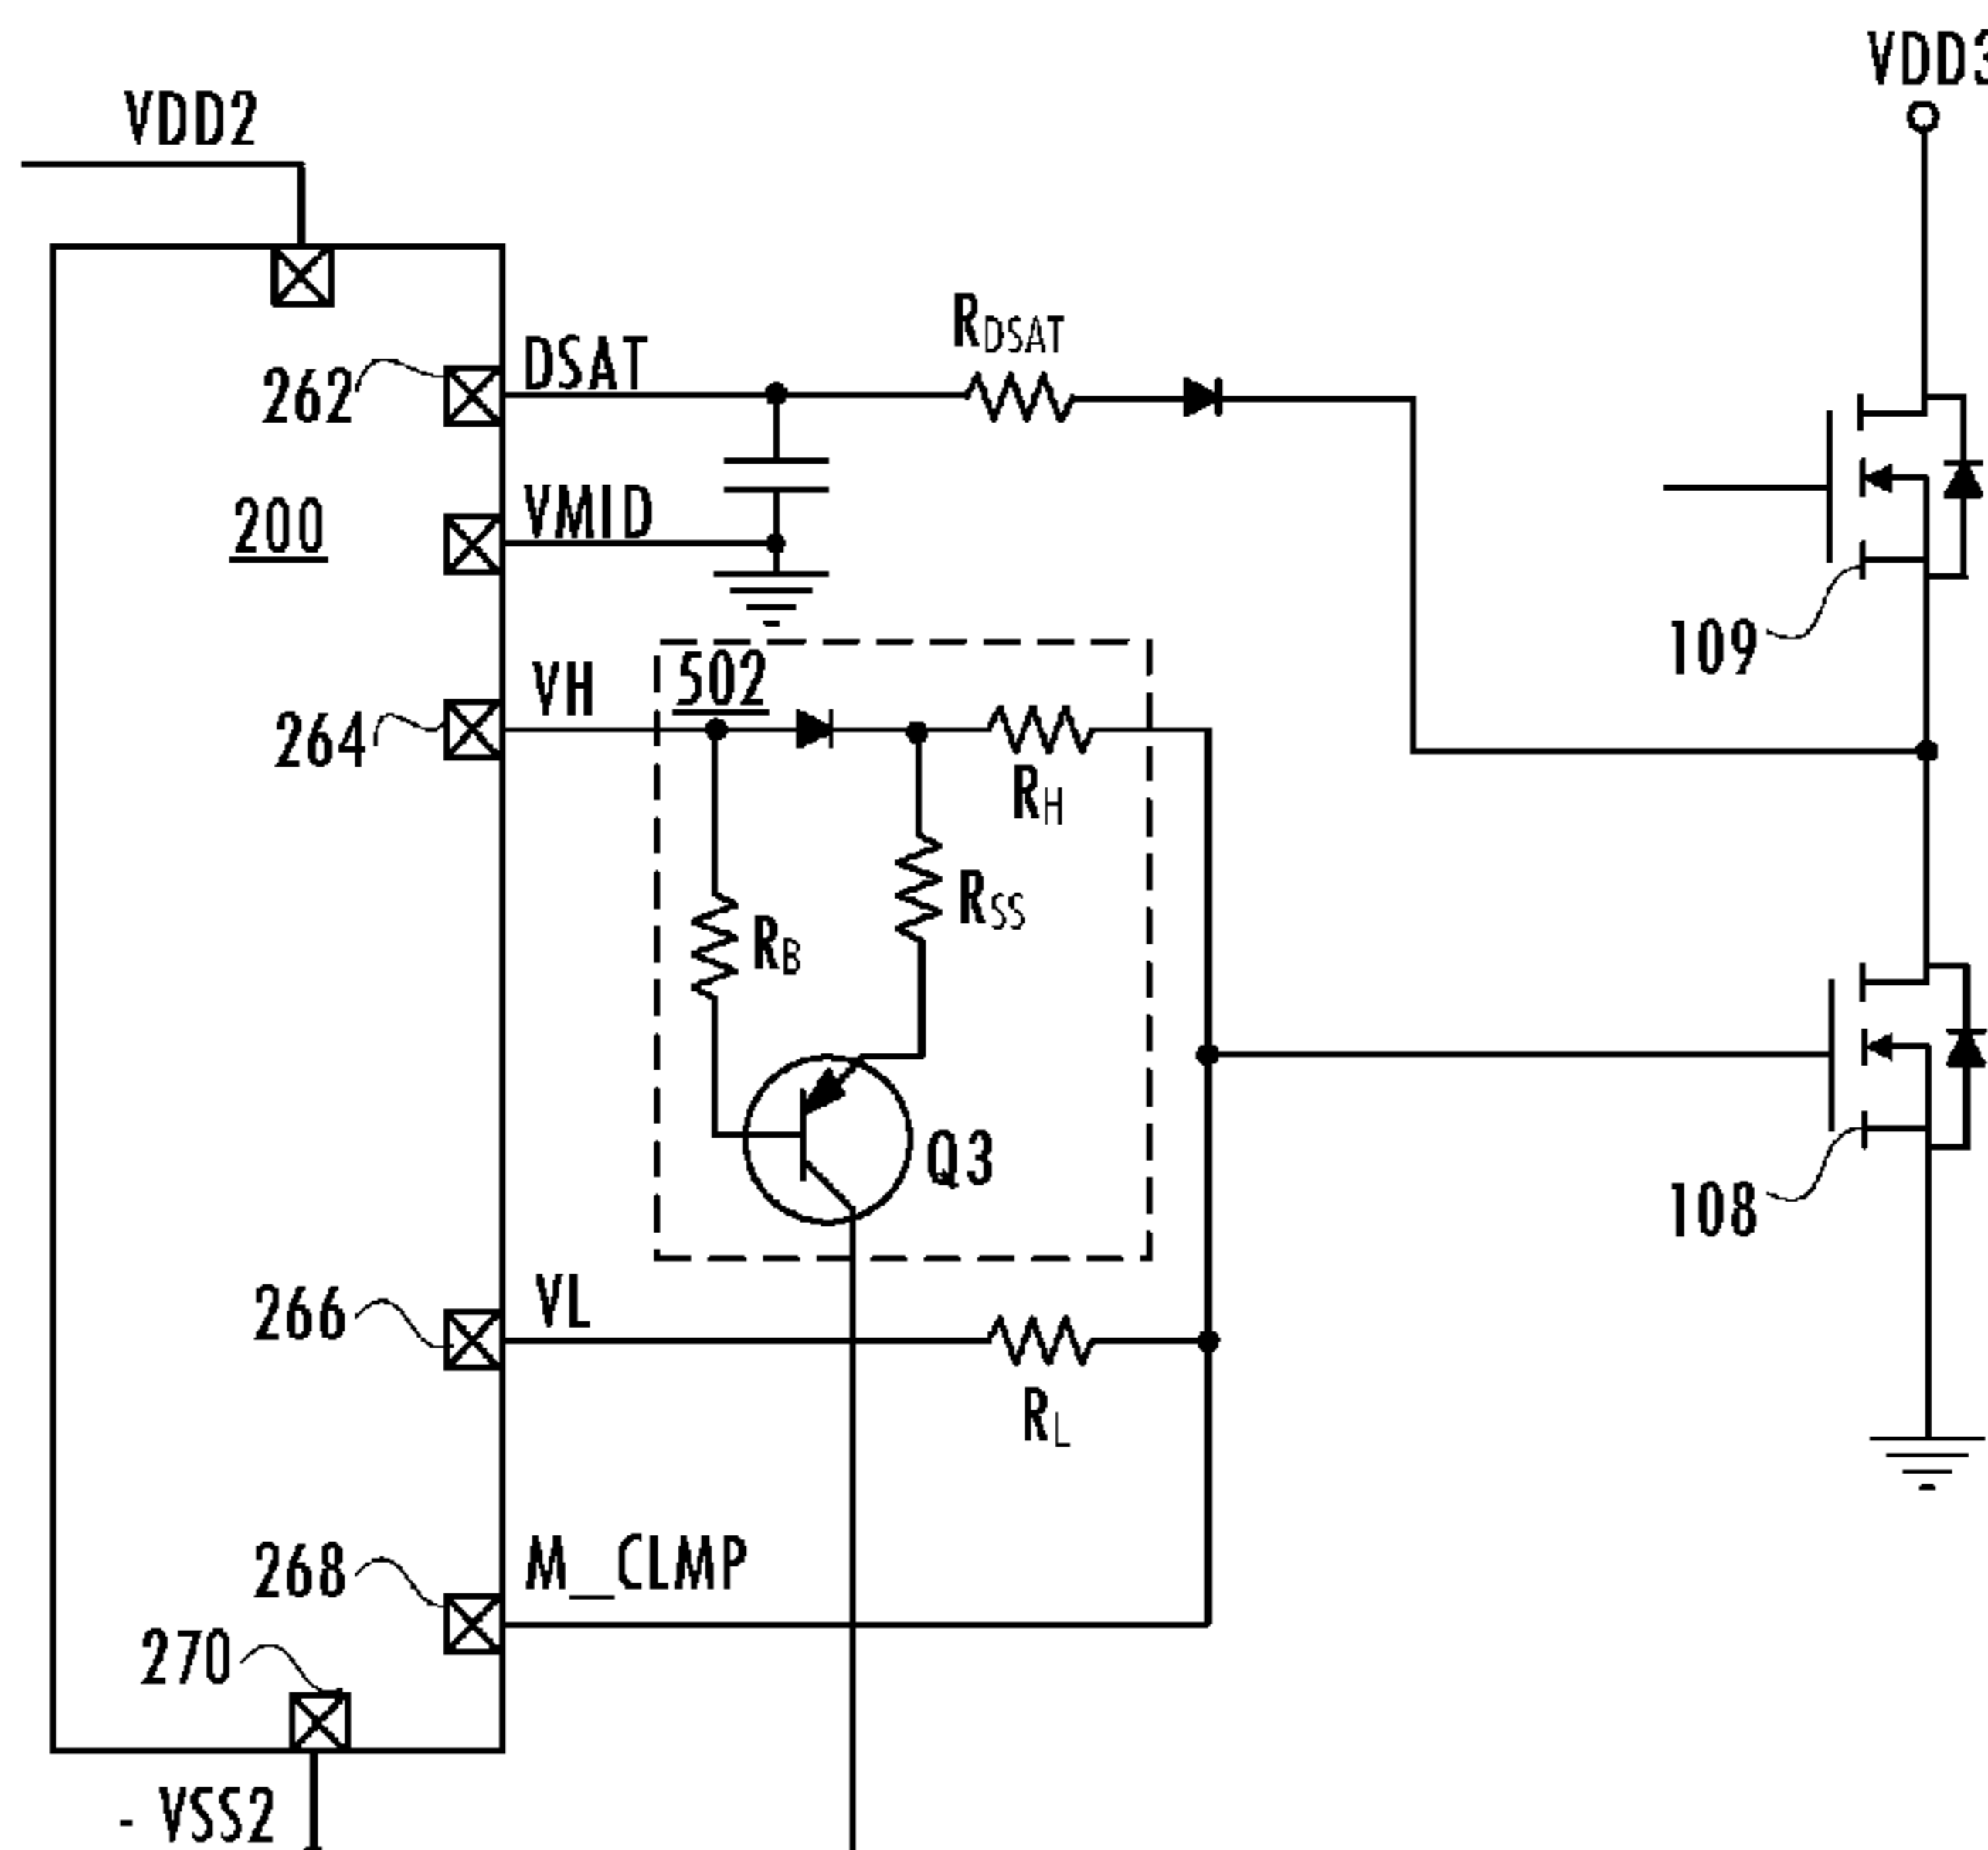 VDD3
VDD2
DSAT
RDSAT
262
VMID
200
VH
502
264
109
RH
RSS
RB
Q3
108
VL
266
RL
M_CLMP
268
270
- VSS2